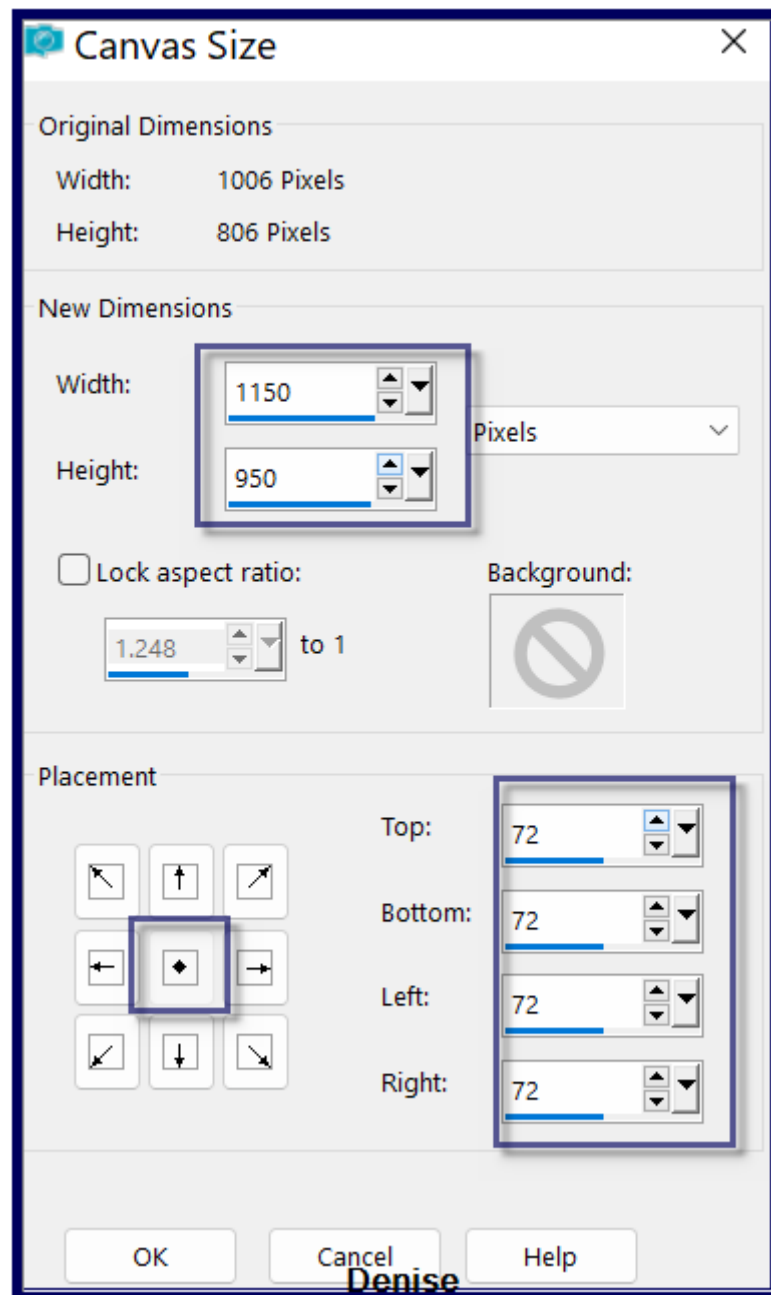 Canvas Size
Original Dimensions
Width: 1006 Pixels
Height: 806 Pixels
New Dimensions
Width: 1150
Pixels
Height: 950
Lock aspect ratio: Background:
1.248 to 1
Placement
Top: 72
Bottom: 72
Left: 72
Right: 72
OK Cancel Help
Denise